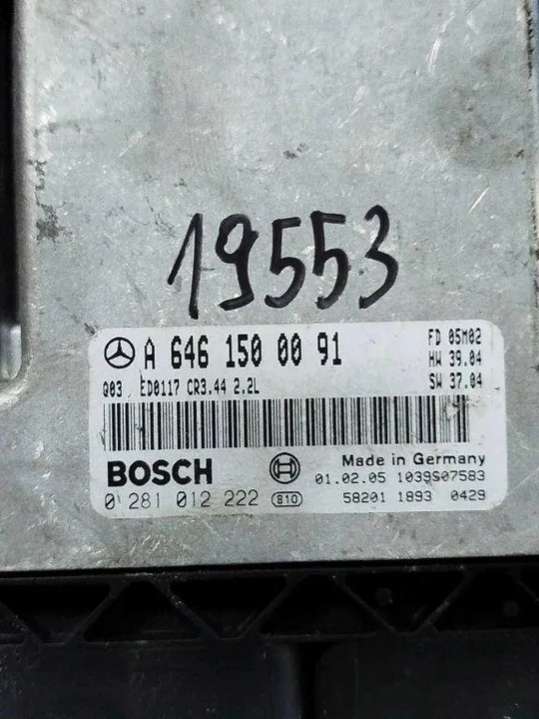 19553
A 646 150 00 91
FD 05M02
HW 39.04
Q03 ED0117 CR3.44 2.2L
SW 37.04
BOSCH
Made in Germany
01.02.05 1039S07583
0 281 012 222 810
58201 1893 0429